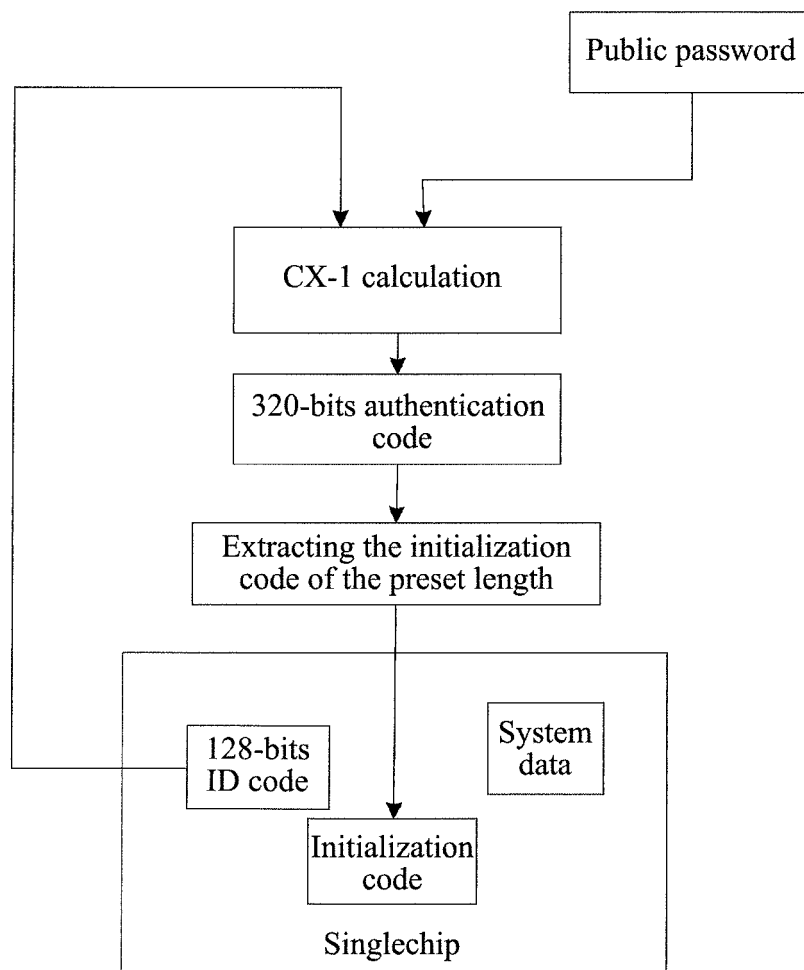 Public password
CX-1 calculation
320-bits authentication
code
Extracting the initialization
code of the preset length
System
data
128-bits
ID code
Initialization
code
Singlechip